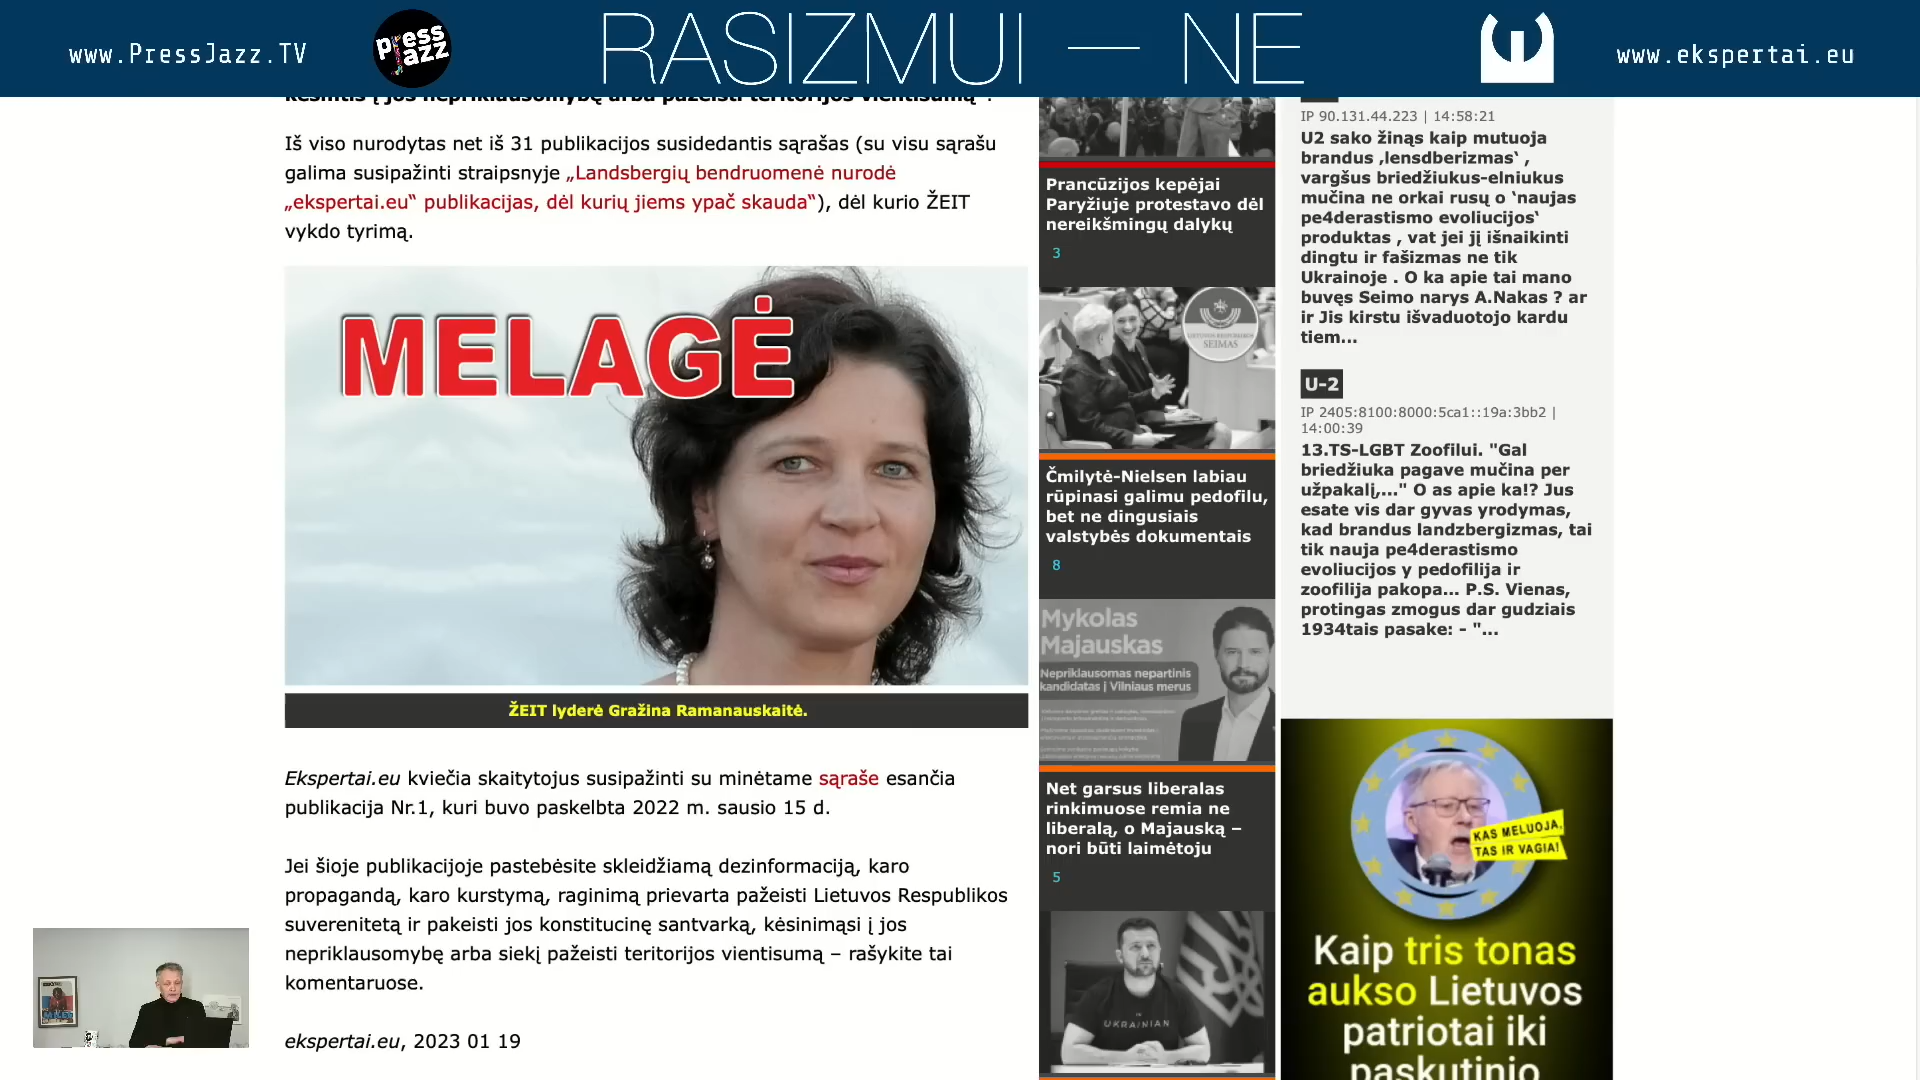 www.PressJazz.TV
press
jazz
RASIZMUI — NE
www.ekspertai.eu
kėsintis į jos nepriklausomybę arba pažeisti teritorijos vientisumą“.
Iš viso nurodytas net iš 31 publikacijos susidedantis sąrašas (su visu sąrašu
galima susipažinti straipsnyje „Landsbergių bendruomenė nurodė
„ekspertai.eu“ publikacijas, dėl kurių jiems ypač skauda“), dėl kurio ŽEIT
vykdo tyrimą.
MELAGĖ
ŽEIT lyderė Gražina Ramanauskaitė.
Ekspertai.eu kviečia skaitytojus susipažinti su minėtame sąraše esančia
publikacija Nr.1, kuri buvo paskelbta 2022 m. sausio 15 d.
Jei šioje publikacijoje pastebėsite skleidžiamą dezinformaciją, karo
propagandą, karo kurstymą, raginimą prievarta pažeisti Lietuvos Respublikos
suverenitetą ir pakeisti jos konstitucinę santvarką, kėsinimąsi į jos
nepriklausomybę arba siekį pažeisti teritorijos vientisumą – rašykite tai
komentaruose.
ekspertai.eu, 2023 01 19
Prancūzijos kepėjai
Paryžiuje protestavo dėl
nereikšmingų dalykų
3
LIETUVOS RESPUBLIKOS
SEIMAS
Čmilytė-Nielsen labiau
rūpinasi galimu pedofilu,
bet ne dingusiais
valstybės dokumentais
8
Mykolas
Majauskas
Nepriklausomas nepartinis
kandidatas | Vilniaus merus
Net garsus liberalas
rinkimuose remia ne
liberalą, o Majauską –
nori būti laimėtoju
5
UKRAINIAN
IP 90.131.44.223 | 14:58:21
U2 sako žinąs kaip mutuoja
brandus ,lensdberizmas‘ ,
vargšus briedžiukus-elniukus
mučina ne orkai rusų o ‘naujas
pe4derastismo evoliucijos‘
produktas , vat jei jį išnaikinti
dingtu ir fašizmas ne tik
Ukrainoje . O ka apie tai mano
buvęs Seimo narys A.Nakas ? ar
ir Jis kirstu išvaduotojo kardu
tiem...
U-2
IP 2405:8100:8000:5ca1::19a:3bb2 |
14:00:39
13.TS-LGBT Zoofilui. "Gal
briedžiuka pagave mučina per
užpakalį,..." O as apie ka!? Jus
esate vis dar gyvas yrodymas,
kad brandus landzbergizmas, tai
tik nauja pe4derastismo
evoliucijos y pedofilija ir
zoofilija pakopa... P.S. Vienas,
protingas zmogus dar gudziais
1934tais pasake: - "...
KAS MELUOJA,
TAS IR VAGIA!
Kaip tris tonas
aukso Lietuvos
patriotai iki
paskutinio